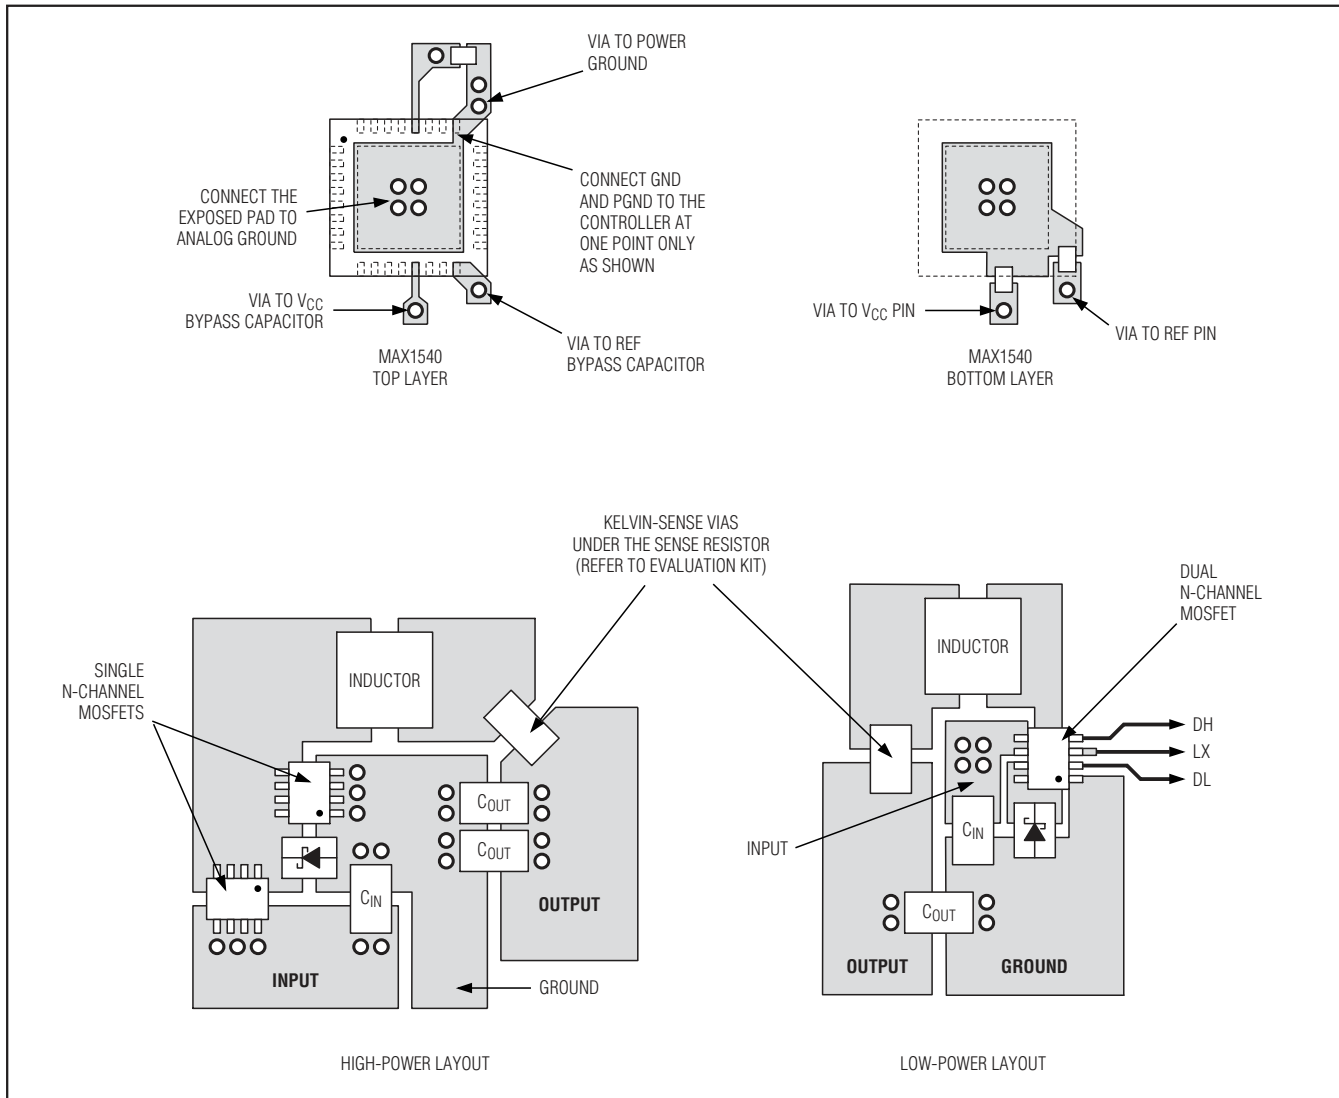 VIA TO POWER
GROUND
CONNECT THE
EXPOSED PAD TO
ANALOG GROUND
CONNECT GND
AND PGND TO THE
CONTROLLER AT
ONE POINT ONLY
AS SHOWN
VIA TO VCC
BYPASS CAPACITOR
VIA TO REF
BYPASS CAPACITOR
MAX1540
TOP LAYER
VIA TO VCC PIN
VIA TO REF PIN
MAX1540
BOTTOM LAYER
KELVIN-SENSE VIAS
UNDER THE SENSE RESISTOR
(REFER TO EVALUATION KIT)
SINGLE
N-CHANNEL
MOSFETS
INDUCTOR
COUT
COUT
CIN
OUTPUT
INPUT
GROUND
HIGH-POWER LAYOUT
DUAL
N-CHANNEL
MOSFET
INDUCTOR
DH
LX
DL
INPUT
CIN
COUT
OUTPUT
GROUND
LOW-POWER LAYOUT